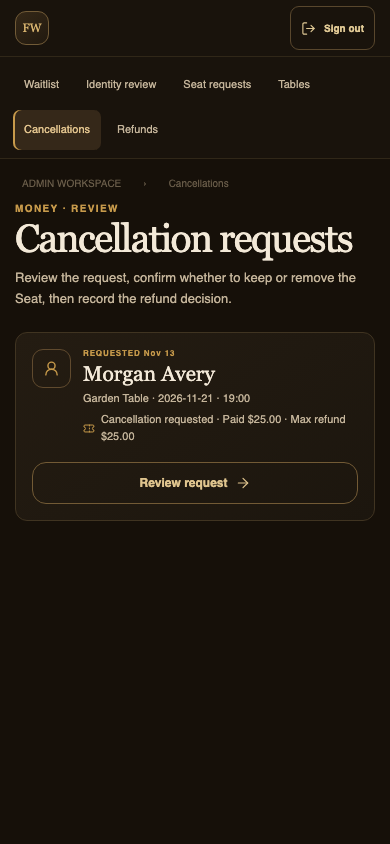 FW
Sign out
Waitlist
Identity review
Seat requests
Tables
Cancellations
Refunds
ADMIN WORKSPACE › Cancellations
MONEY · REVIEW
Cancellation requests
Review the request, confirm whether to keep or remove the
Seat, then record the refund decision.
REQUESTED Nov 13
Morgan Avery
Garden Table · 2026-11-21 · 19:00
Cancellation requested · Paid $25.00 · Max refund
$25.00
Review request →